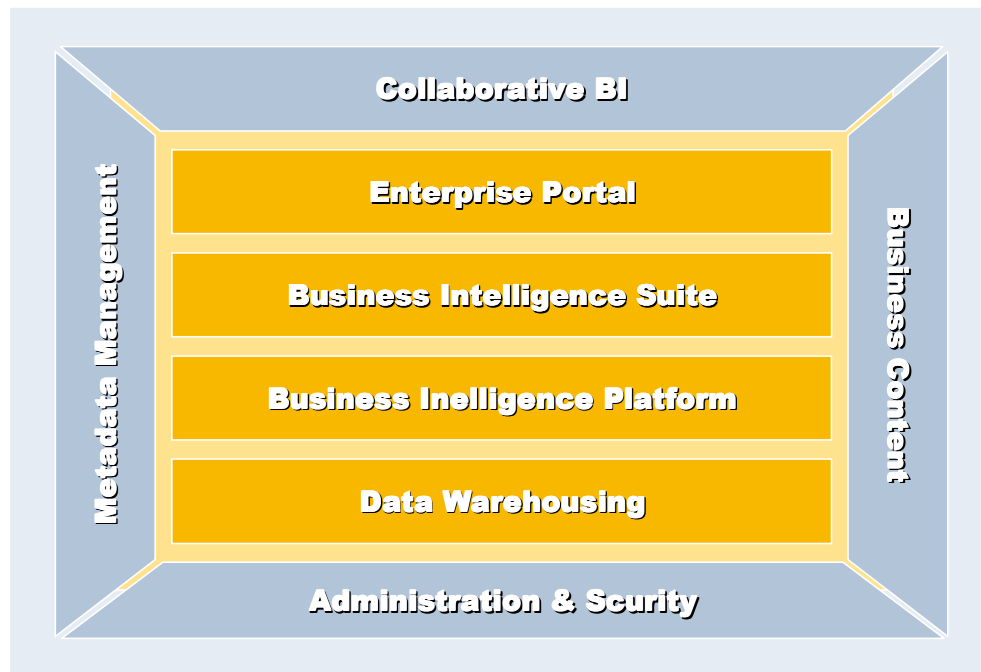 Collaborative BI
Enterprise Portal
Metadata Management
Business Intelligence Suite
Business Content
Business Inelligence Platform
Data Warehousing
Administration & Scurity